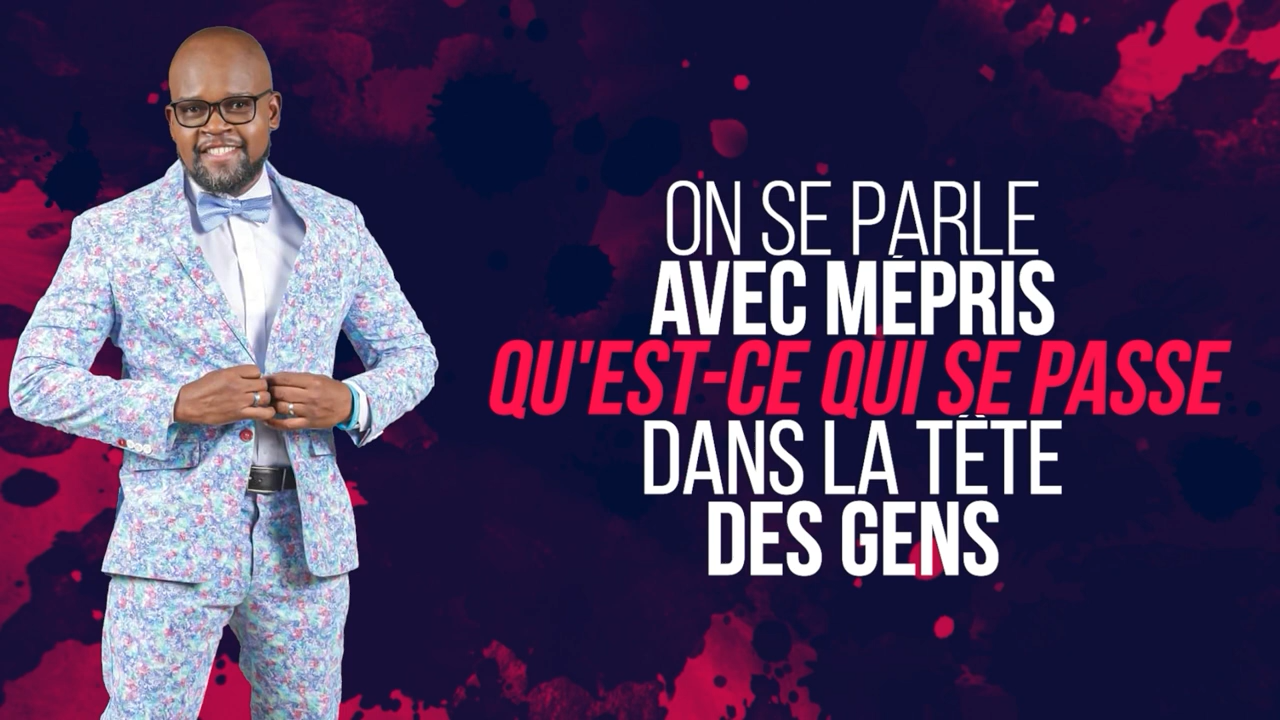 ON SE PARLE
AVEC MÉPRIS
QU'EST-CE QUI SE PASSE
DANS LA TÊTE
DES GENS